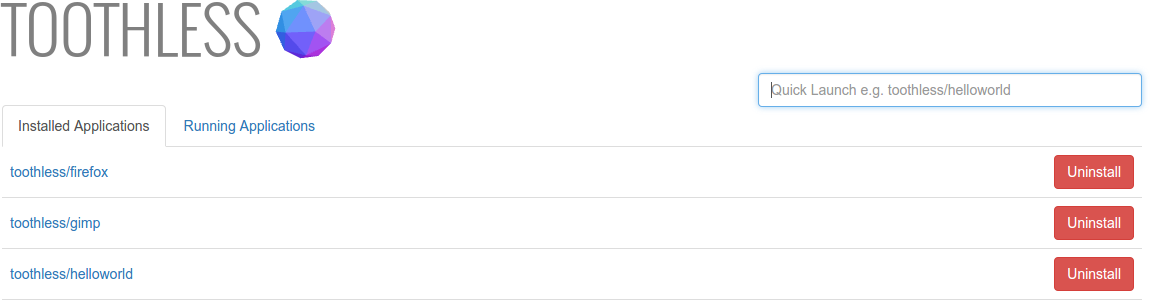 TOOTHLESS
Quick Launch e.g. toothless/helloworld
Installed Applications Running Applications
toothless/firefox Uninstall
toothless/gimp Uninstall
toothless/helloworld Uninstall